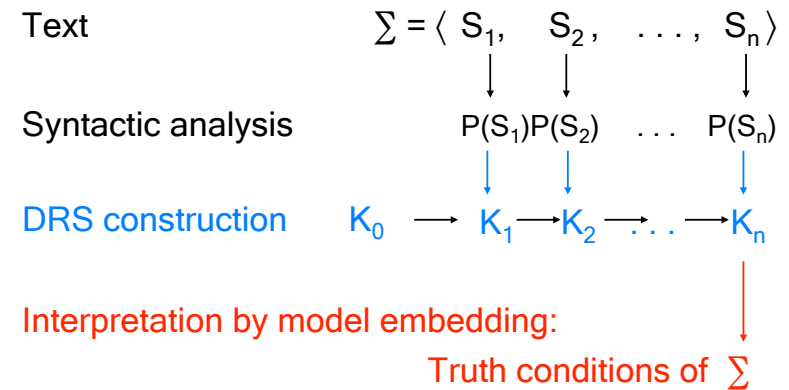 Text ∑ = ⟨ S₁, S₂, . . . , Sₙ⟩
Syntactic analysis P(S₁)P(S₂) . . . P(Sₙ)
DRS construction K₀ → K₁ → K₂ → . . . → Kₙ
Interpretation by model embedding:
Truth conditions of ∑